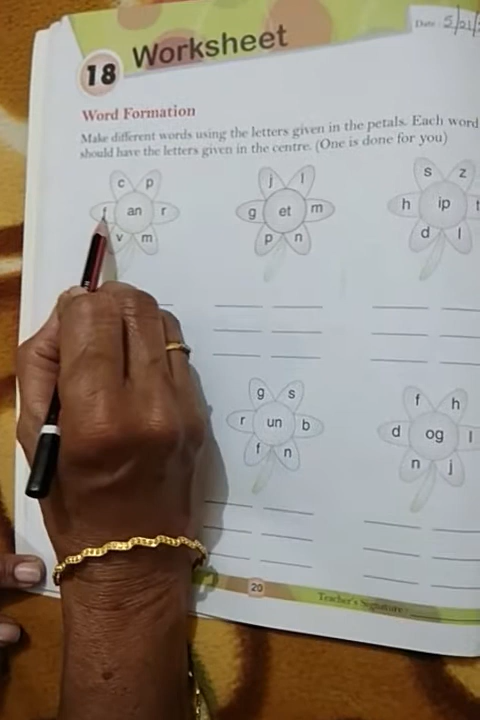 18 Worksheet
Date 5/21/
Word Formation
Make different words using the letters given in the petals. Each word
should have the letters given in the centre. (One is done for you)
c p
f an r
v m
j l
g et m
p n
s z
h ip t
d l
g s
r un b
f n
f h
d og l
n j
20
Teacher's Signature